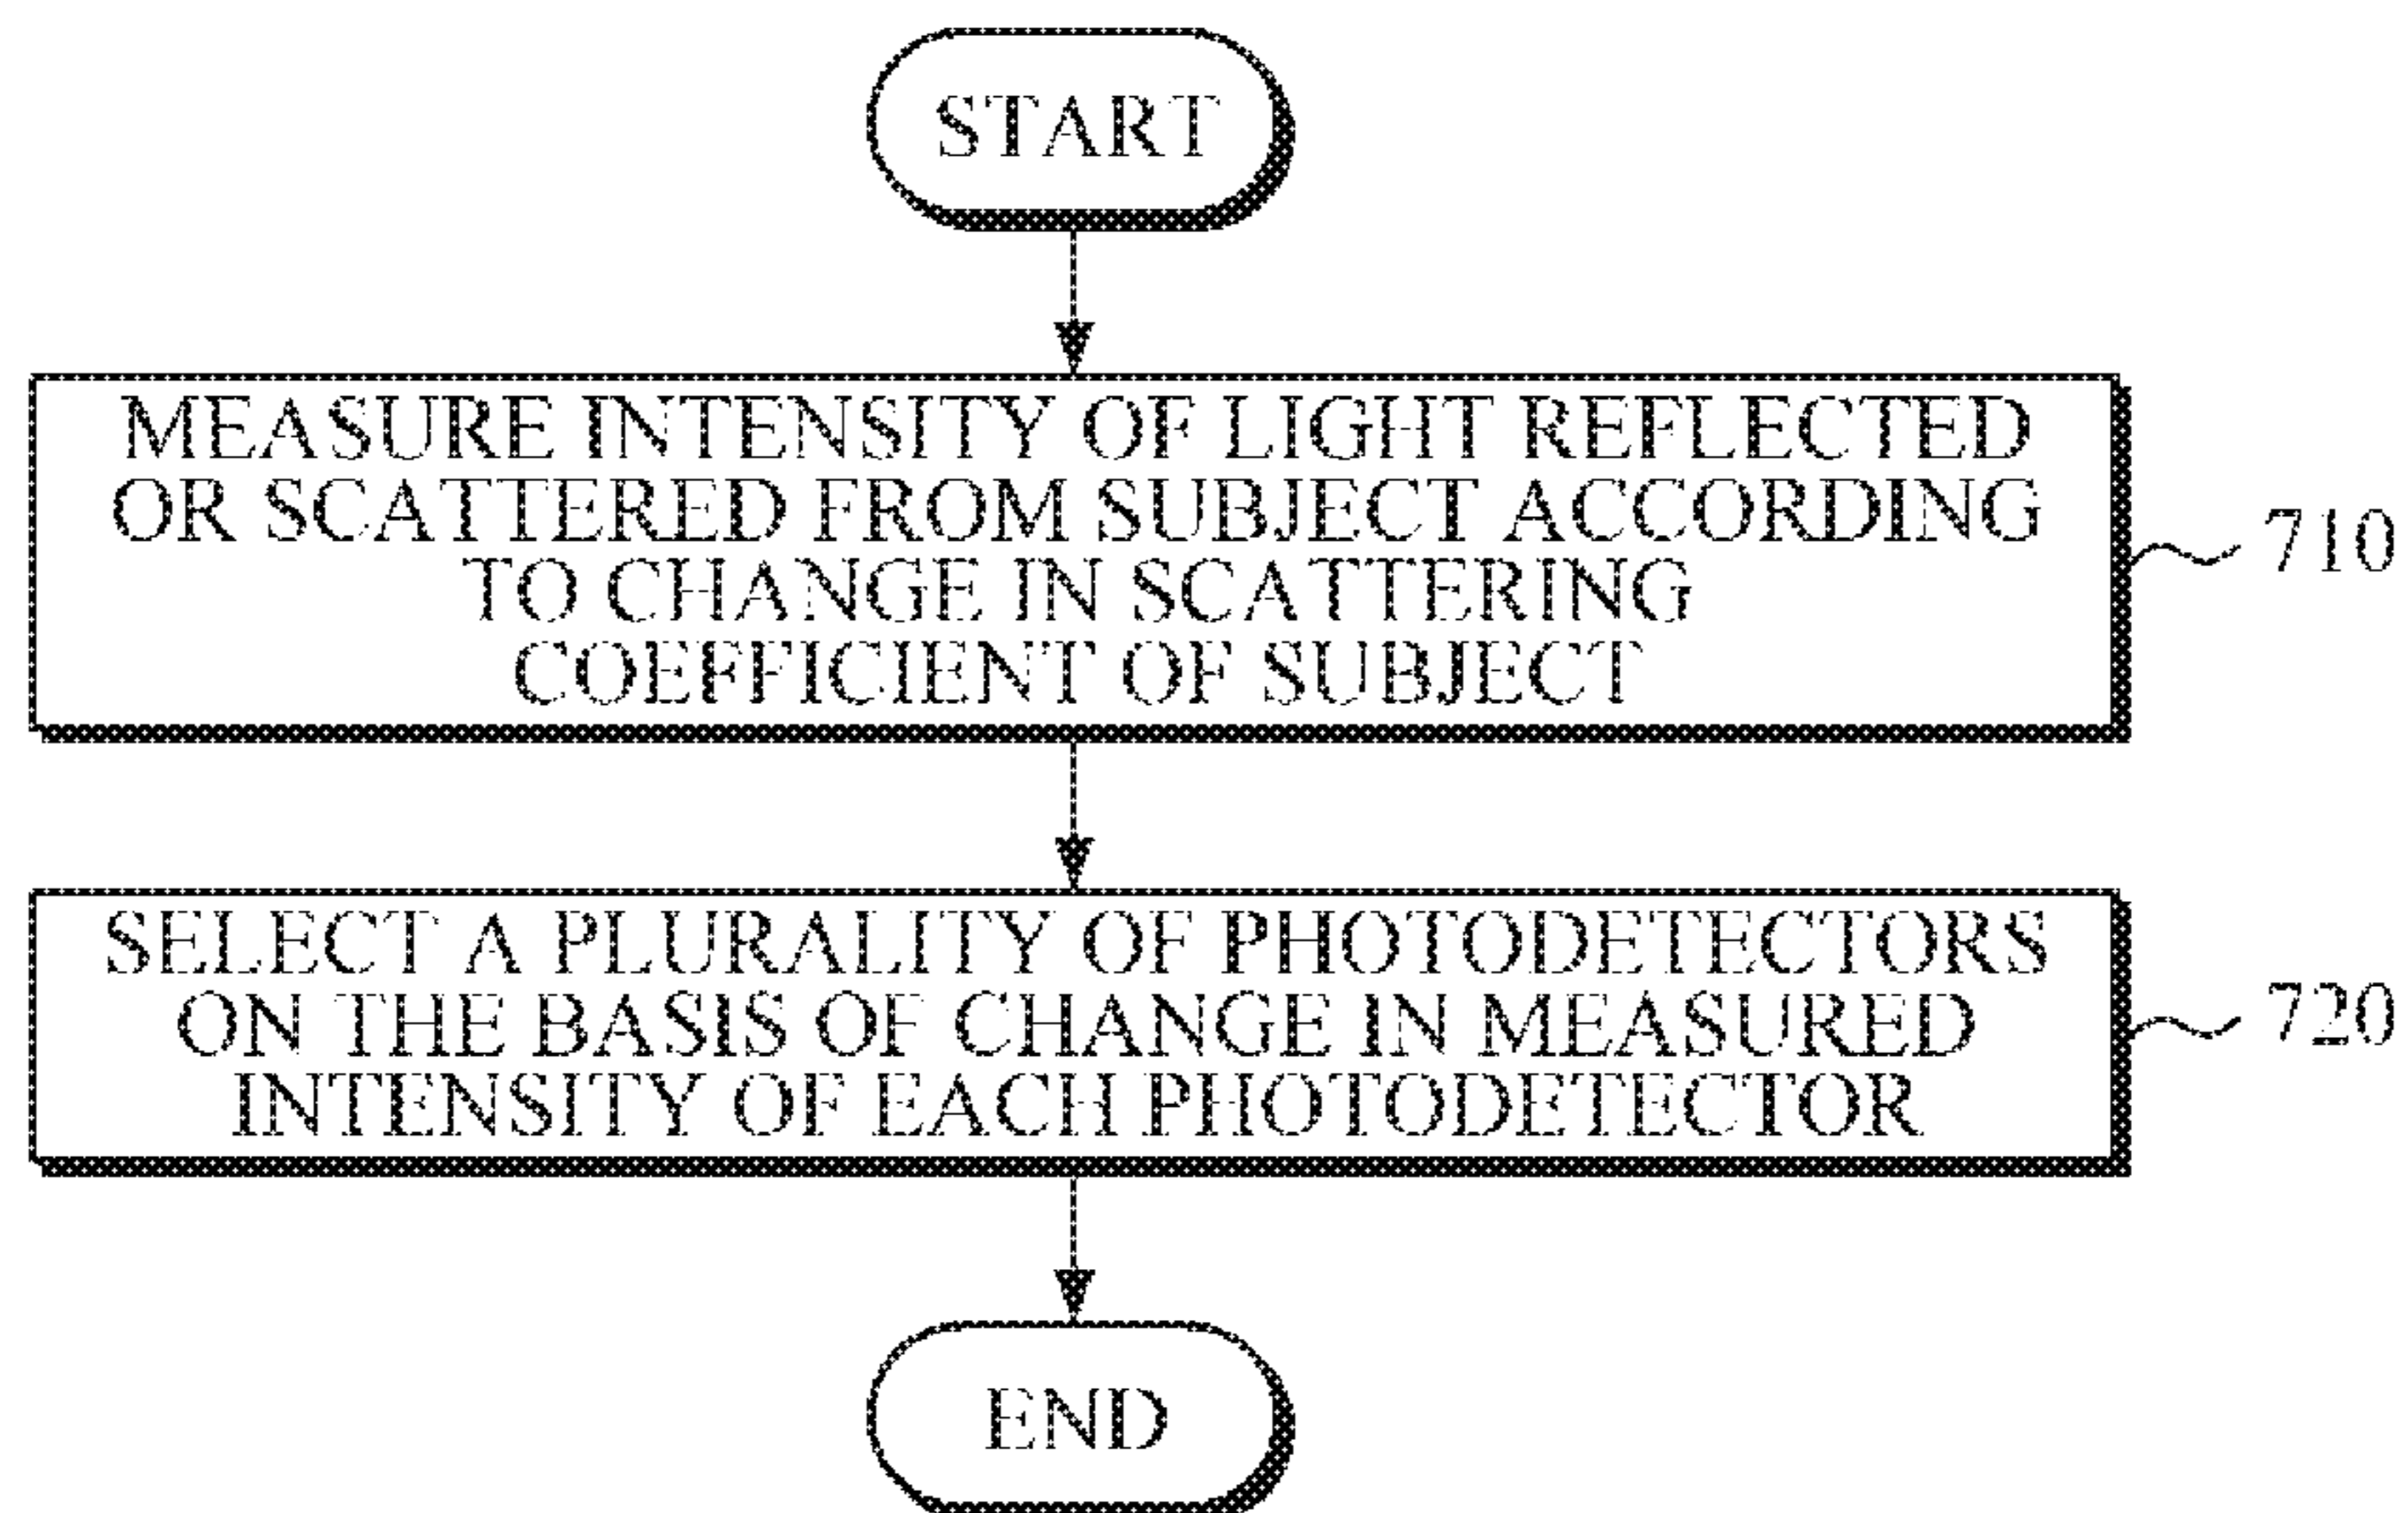 START
MEASURE INTENSITY OF LIGHT REFLECTED
OR SCATTERED FROM SUBJECT ACCORDING
TO CHANGE IN SCATTERING
COEFFICIENT OF SUBJECT
710
SELECT A PLURALITY OF PHOTODETECTORS
ON THE BASIS OF CHANGE IN MEASURED
INTENSITY OF EACH PHOTODETECTOR
720
END